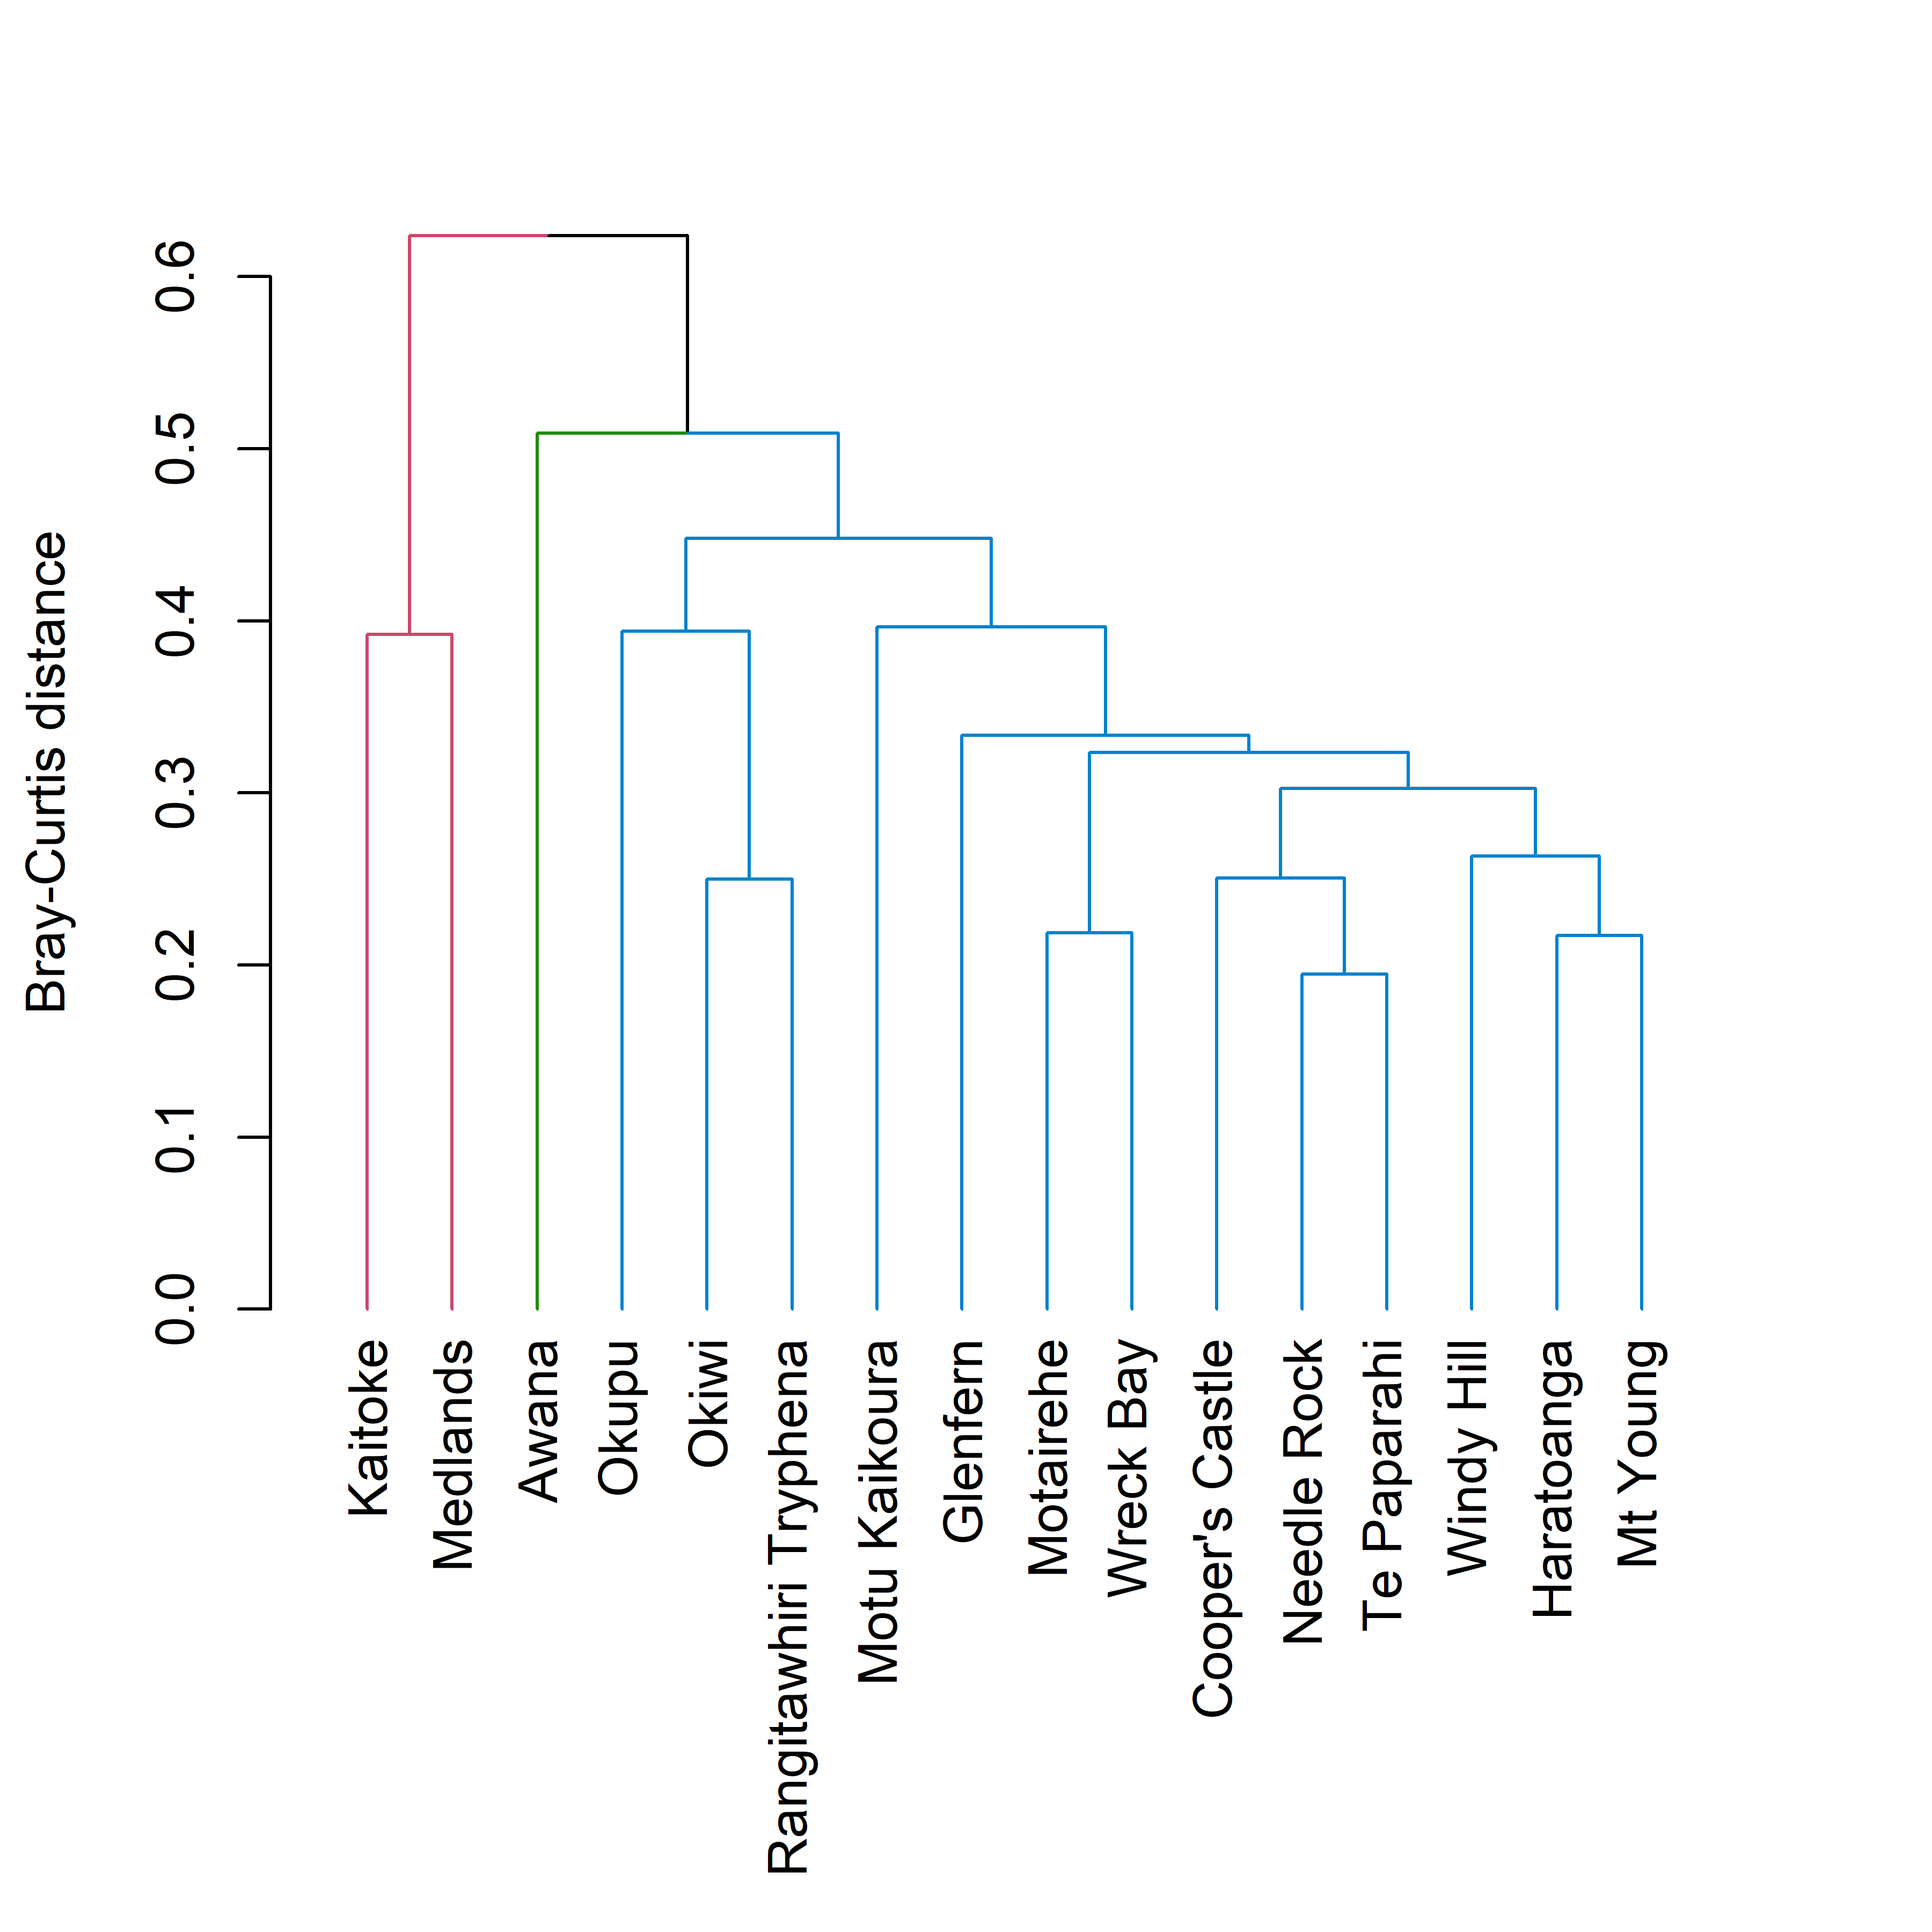 Bray-Curtis distance
0.6
0.5
0.4
0.3
0.2
0.1
0.0
Kaitoke
Medlands
Awana
Okupu
Okiwi
Rangitawhiri Tryphena
Motu Kaikoura
Glenfern
Motairehe
Wreck Bay
Cooper's Castle
Needle Rock
Te Paparahi
Windy Hill
Haratoanga
Mt Young